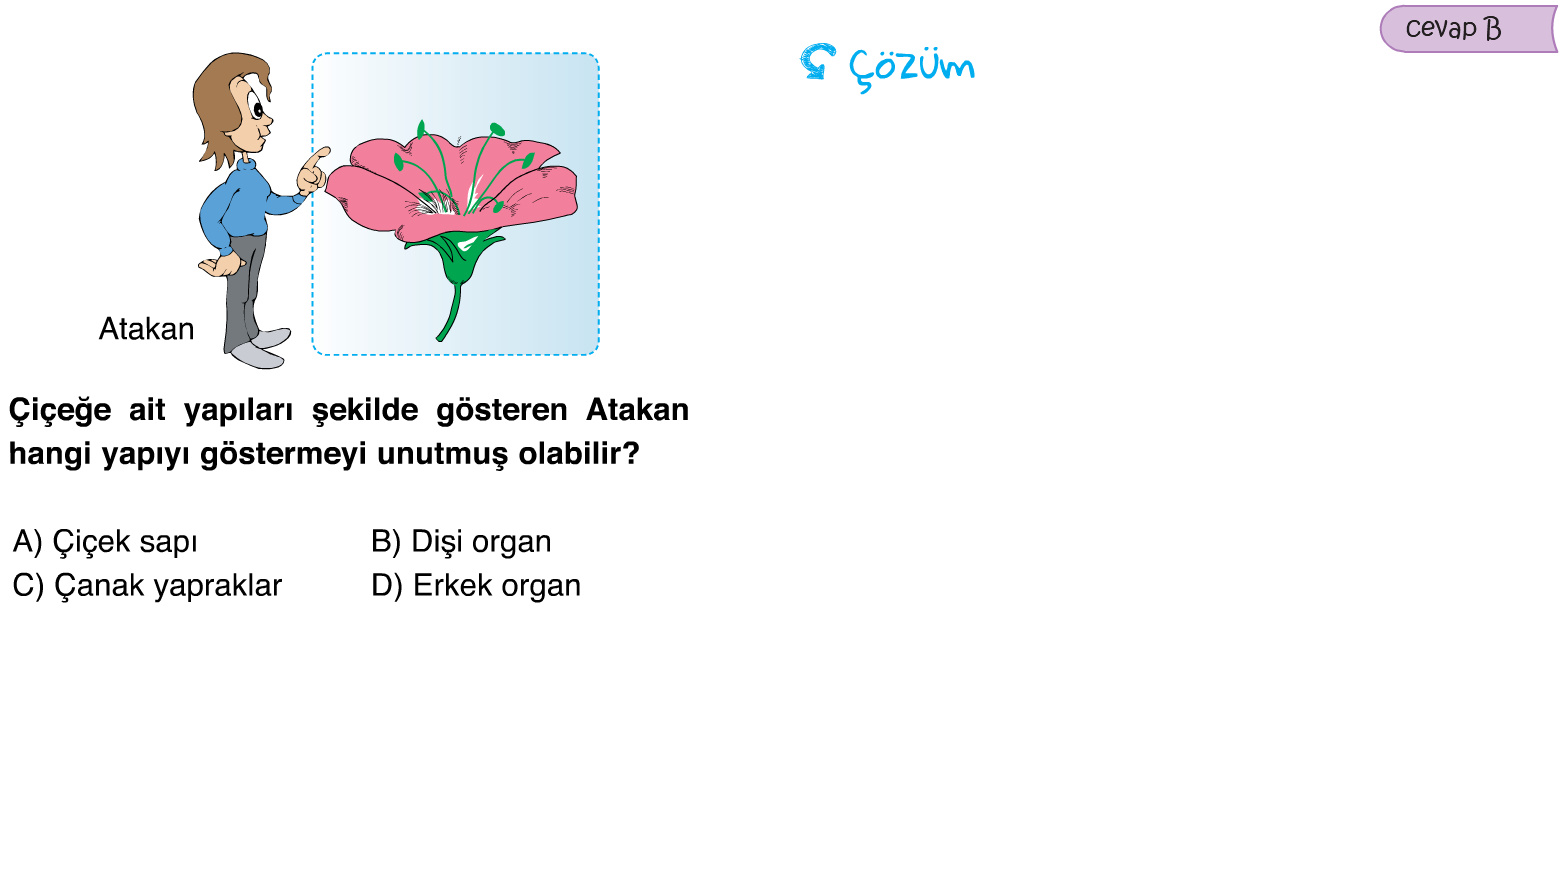 cevap B
Çözüm
Atakan
Çiçeğe ait yapıları şekilde gösteren Atakan
hangi yapıyı göstermeyi unutmuş olabilir?
A) Çiçek sapı B) Dişi organ
C) Çanak yapraklar D) Erkek organ